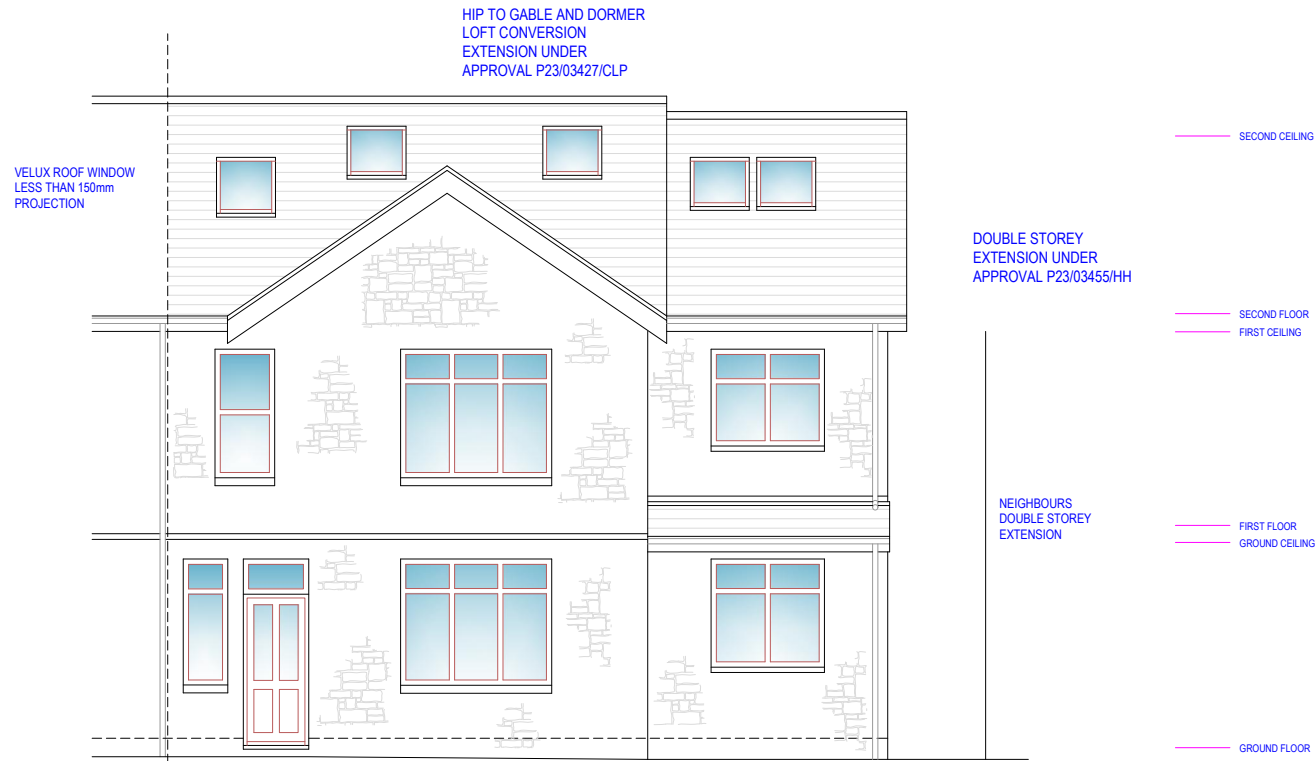 HIP TO GABLE AND DORMER
LOFT CONVERSION
EXTENSION UNDER
APPROVAL P23/03427/CLP
VELUX ROOF WINDOW
LESS THAN 150mm
PROJECTION
SECOND CEILING
DOUBLE STOREY
EXTENSION UNDER
APPROVAL P23/03455/HH
SECOND FLOOR
FIRST CEILING
NEIGHBOURS
DOUBLE STOREY
EXTENSION
FIRST FLOOR
GROUND CEILING
GROUND FLOOR